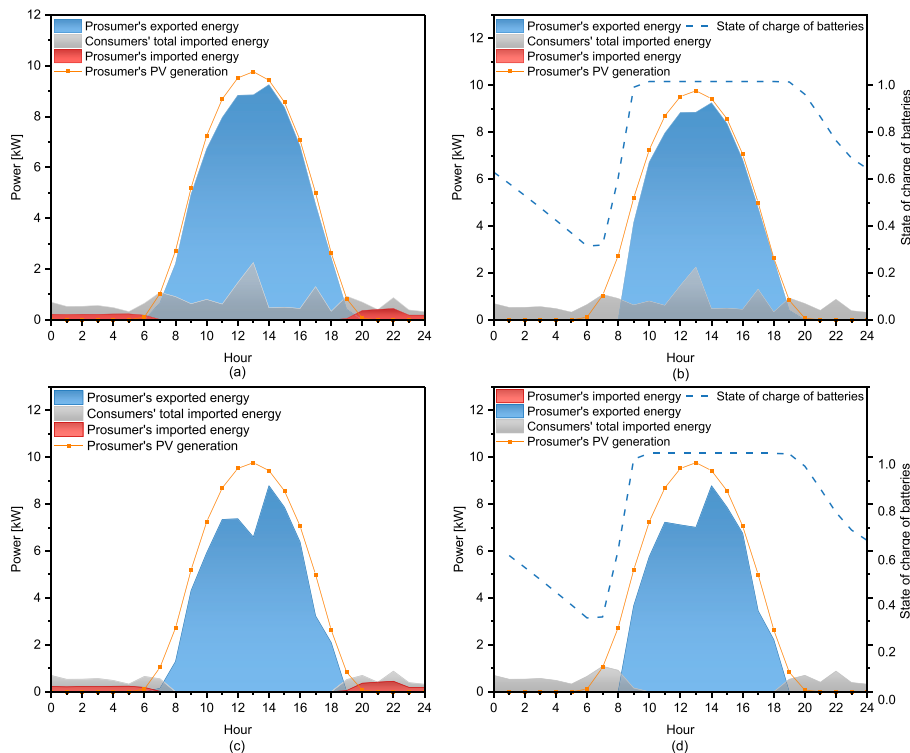 Prosumer's exported energy
Consumers' total imported energy
Prosumer's imported energy
Prosumer's PV generation
12
10
8
6
4
2
0
Power [kW]
0 2 4 6 8 10 12 14 16 18 20 22 24
Hour
(a)
Prosumer's exported energy
Consumers' total imported energy
Prosumer's imported energy
Prosumer's PV generation
State of charge of batteries
12
10
8
6
4
2
0
Power [kW]
1.0
0.8
0.6
0.4
0.2
0.0
State of charge of batteries
0 2 4 6 8 10 12 14 16 18 20 22 24
Hour
(b)
Prosumer's exported energy
Consumers' total imported energy
Prosumer's imported energy
Prosumer's PV generation
12
10
8
6
4
2
0
Power [kW]
0 2 4 6 8 10 12 14 16 18 20 22 24
Hour
(c)
Prosumer's imported energy
Prosumer's exported energy
Consumers' total imported energy
Prosumer's PV generation
State of charge of batteries
12
10
8
6
4
2
0
Power [kW]
1.0
0.8
0.6
0.4
0.2
0.0
State of charge of batteries
0 2 4 6 8 10 12 14 16 18 20 22 24
Hour
(d)